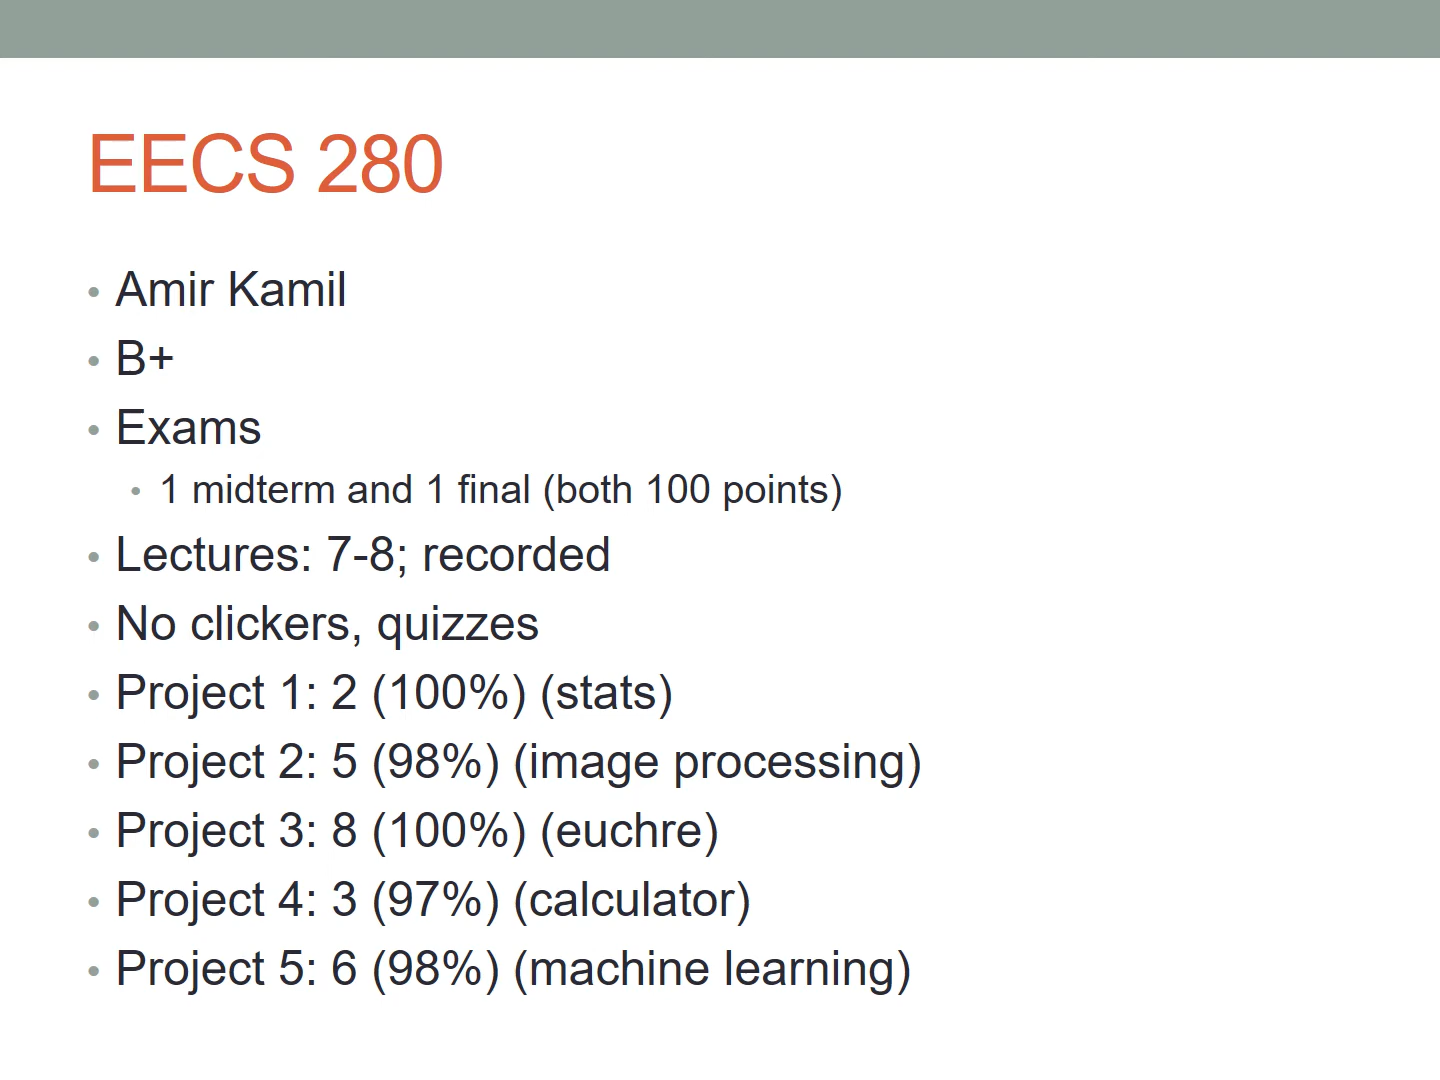 EECS 280
• Amir Kamil
• B+
• Exams
• 1 midterm and 1 final (both 100 points)
• Lectures: 7-8; recorded
• No clickers, quizzes
• Project 1: 2 (100%) (stats)
• Project 2: 5 (98%) (image processing)
• Project 3: 8 (100%) (euchre)
• Project 4: 3 (97%) (calculator)
• Project 5: 6 (98%) (machine learning)